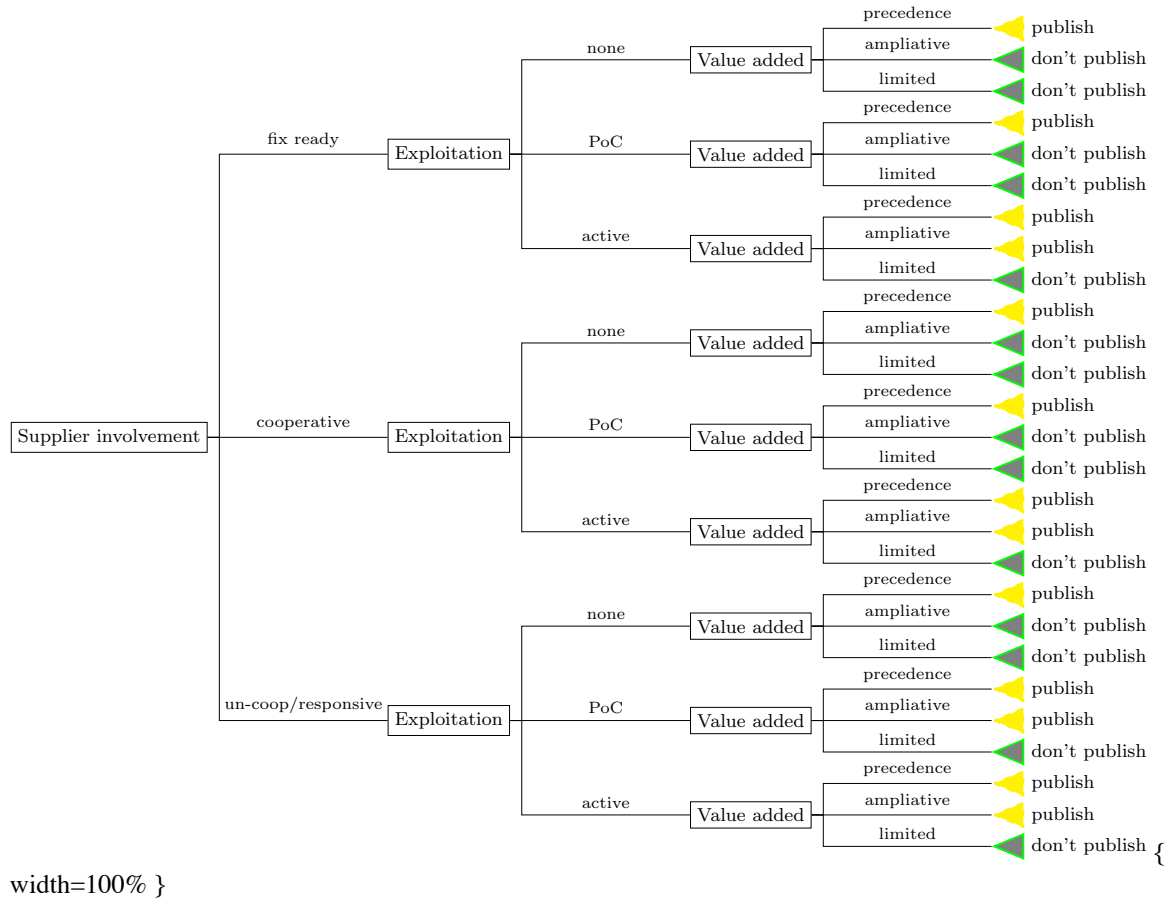 precedence
publish
none
ampliative
Value added
don't publish
limited
don't publish
precedence
publish
fix ready
PoC
ampliative
Exploitation
Value added
don't publish
limited
don't publish
precedence
publish
active
ampliative
Value added
publish
limited
don't publish
precedence
publish
none
ampliative
Value added
don't publish
limited
don't publish
precedence
publish
cooperative
PoC
ampliative
Supplier involvement
Exploitation
Value added
don't publish
limited
don't publish
precedence
publish
active
ampliative
Value added
publish
limited
don't publish
precedence
publish
none
ampliative
Value added
don't publish
limited
don't publish
precedence
publish
un-coop/responsive
PoC
ampliative
Exploitation
Value added
publish
limited
don't publish
precedence
publish
active
ampliative
Value added
publish
limited
don't publish {
width=100% }